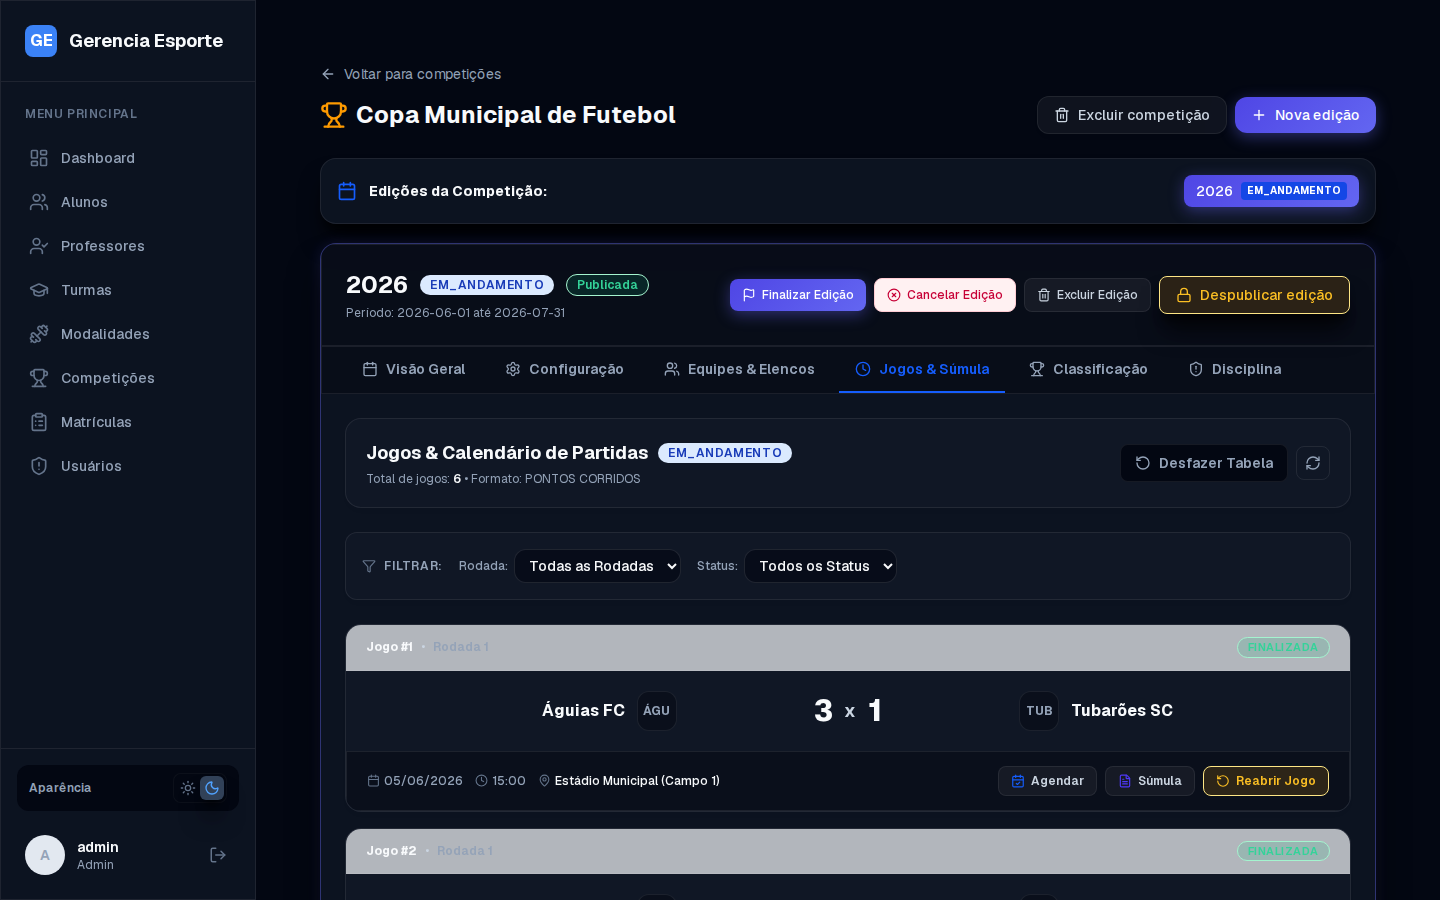 GE Gerencia Esporte
MENU PRINCIPAL
Dashboard
Alunos
Professores
Turmas
Modalidades
Competições
Matrículas
Usuários
Aparência
A
admin
Admin
Voltar para competições
Copa Municipal de Futebol
Excluir competição
Nova edição
Edições da Competição:
2026 EM_ANDAMENTO
2026 EM_ANDAMENTO Publicada
Período: 2026-06-01 até 2026-07-31
Finalizar Edição
Cancelar Edição
Excluir Edição
Despublicar edição
Visão Geral
Configuração
Equipes & Elencos
Jogos & Súmula
Classificação
Disciplina
Jogos & Calendário de Partidas EM_ANDAMENTO
Total de jogos: 6 • Formato: PONTOS CORRIDOS
Desfazer Tabela
FILTRAR: Rodada: Todas as Rodadas Status: Todos os Status
Jogo #1 • Rodada 1 FINALIZADA
Águias FC ÁGU 3 x 1 TUB Tubarões SC
05/06/2026 15:00 Estádio Municipal (Campo 1)
Agendar
Súmula
Reabrir Jogo
Jogo #2 • Rodada 1 FINALIZADA